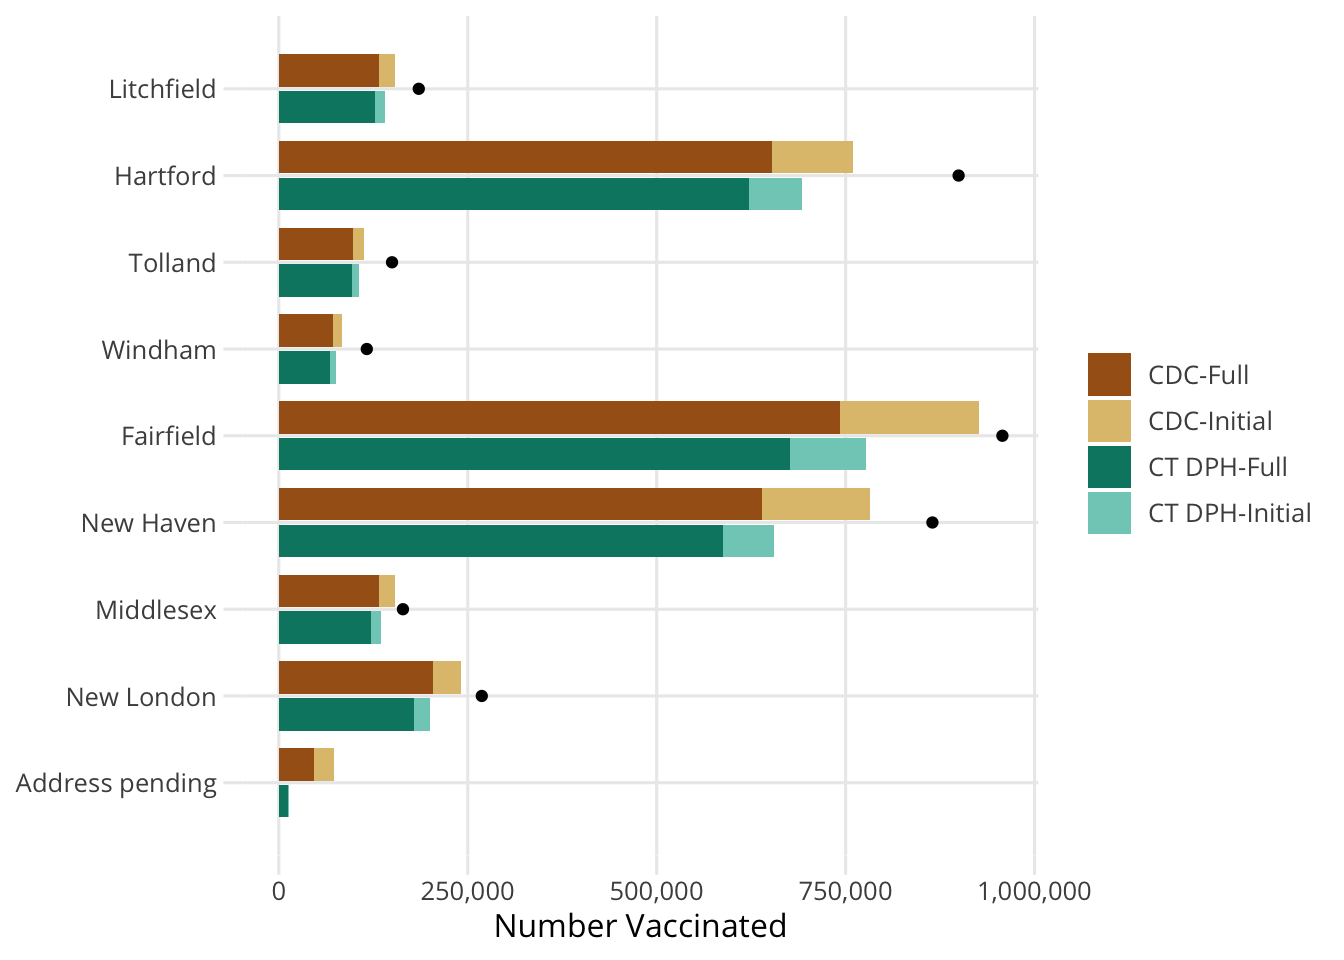 Litchfield
Hartford
Tolland
Windham
Fairfield
New Haven
Middlesex
New London
Address pending
0
250,000
500,000
750,000
1,000,000
Number Vaccinated
CDC-Full
CDC-Initial
CT DPH-Full
CT DPH-Initial